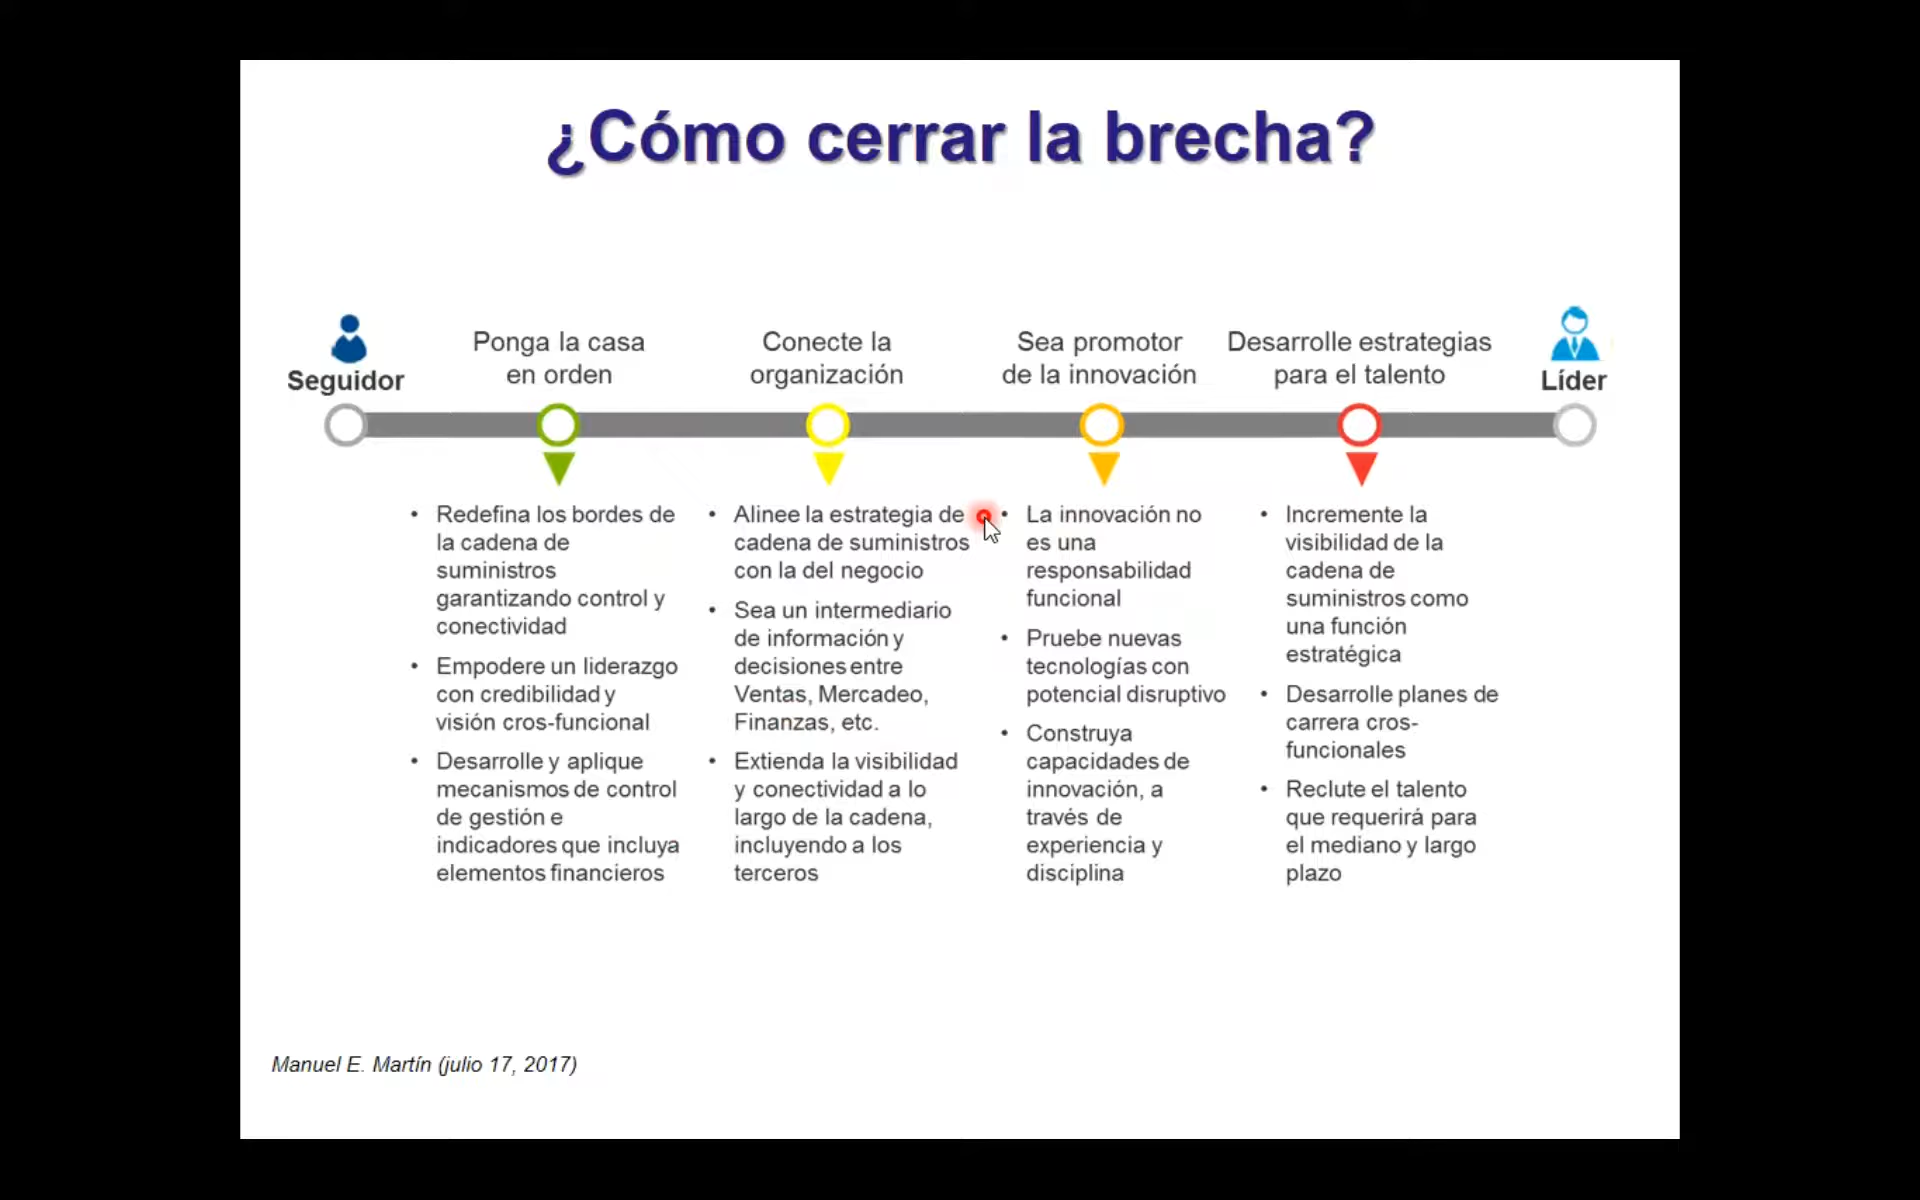 ¿Cómo cerrar la brecha?
Seguidor
Ponga la casa
en orden
Conecte la
organización
Sea promotor
de la innovación
Desarrolle estrategias
para el talento
Líder
• Redefina los bordes de
la cadena de
suministros
garantizando control y
conectividad
• Empodere un liderazgo
con credibilidad y
visión cros-funcional
• Desarrolle y aplique
mecanismos de control
de gestión e
indicadores que incluya
elementos financieros
• Alinee la estrategia de
cadena de suministros
con la del negocio
• Sea un intermediario
de información y
decisiones entre
Ventas, Mercadeo,
Finanzas, etc.
• Extienda la visibilidad
y conectividad a lo
largo de la cadena,
incluyendo a los
terceros
• La innovación no
es una
responsabilidad
funcional
• Pruebe nuevas
tecnologías con
potencial disruptivo
• Construya
capacidades de
innovación, a
través de
experiencia y
disciplina
• Incremente la
visibilidad de la
cadena de
suministros como
una función
estratégica
• Desarrolle planes de
carrera cros-
funcionales
• Reclute el talento
que requerirá para
el mediano y largo
plazo
Manuel E. Martín (julio 17, 2017)